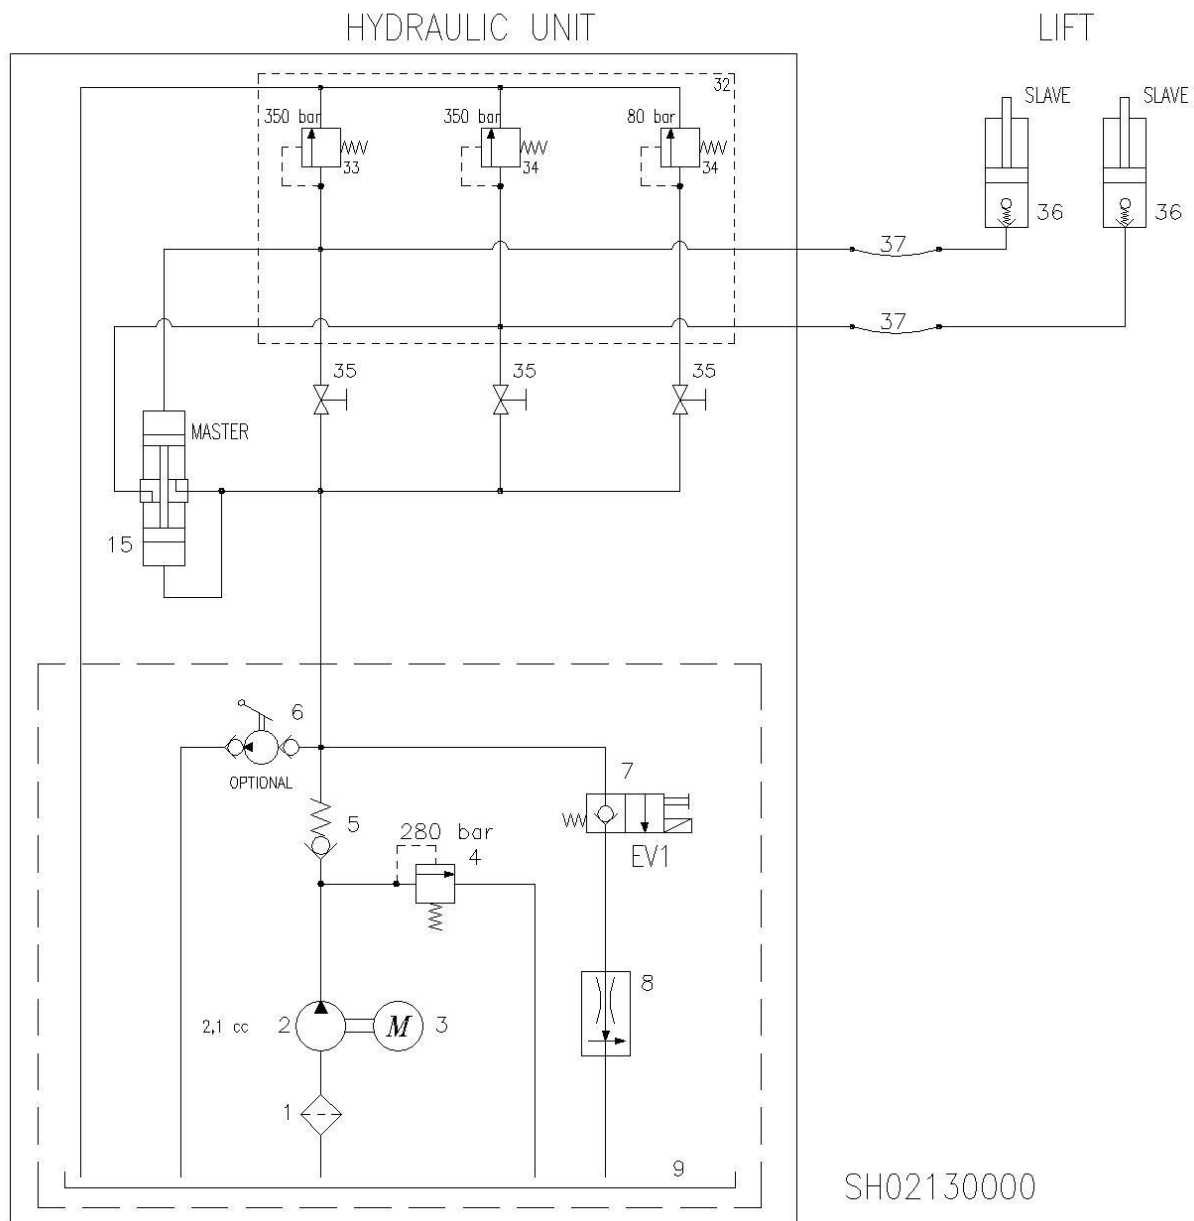 HYDRAULIC UNIT
LIFT
32
SLAVE
SLAVE
350 bar
350 bar
80 bar
33
34
34
36
36
37
37
35
35
35
MASTER
15
6
OPTIONAL
7
5
280 bar
4
EV1
8
2,1 cc
2
M
3
1
9
SH02130000